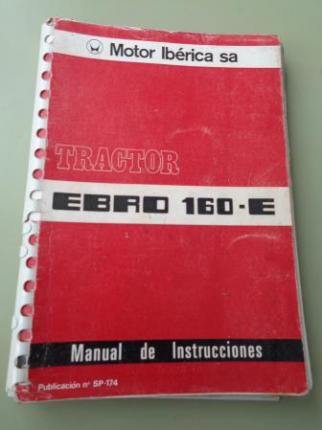 Motor Ibérica sa
TRACTOR
EBRO 160-E
Manual de Instrucciones
Publicación nº SP-174